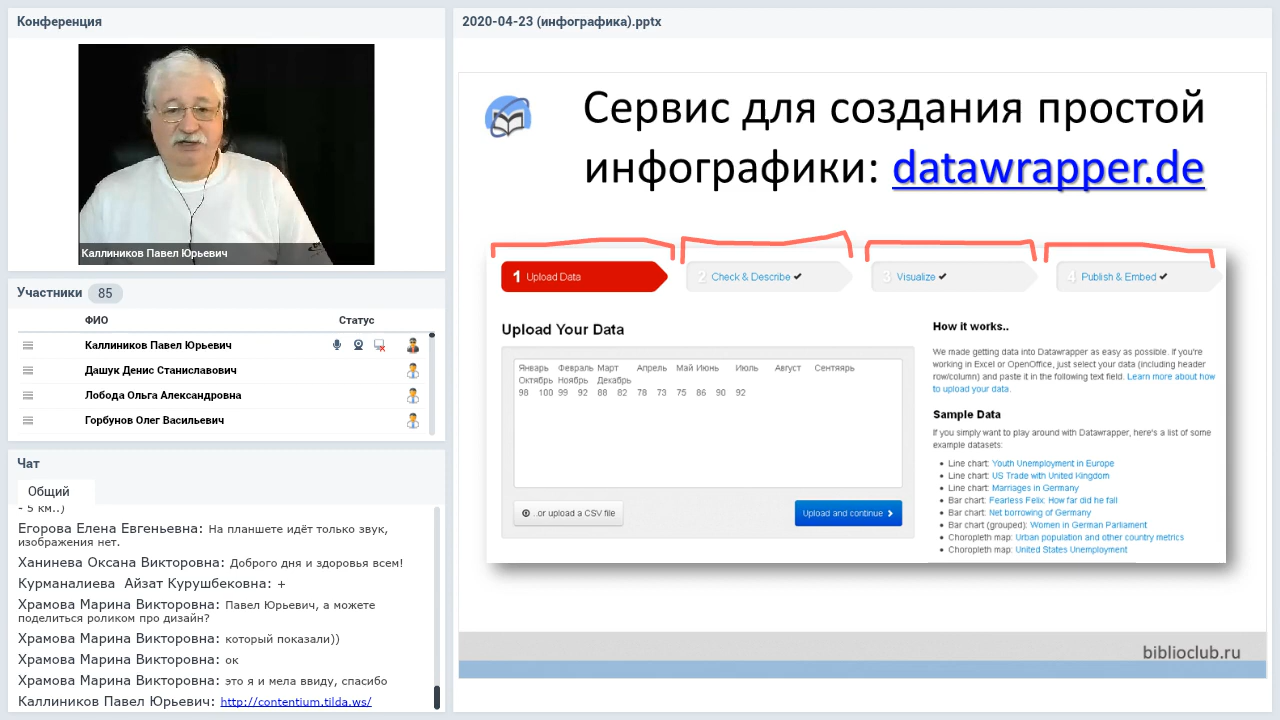 Конференция
Каллиников Павел Юрьевич
Участники 85
ФИО Статус
Каллиников Павел Юрьевич
Дашук Денис Станиславович
Лобода Ольга Александровна
Горбунов Олег Васильевич
Чат
Общий
- 5 км..)
Егорова Елена Евгеньевна: На планшете идёт только звук,
изображения нет.
Ханинева Оксана Викторовна: Доброго дня и здоровья всем!
Курманалиева Айзат Курушбековна: +
Храмова Марина Викторовна: Павел Юрьевич, а можете
поделиться роликом про дизайн?
Храмова Марина Викторовна: который показали))
Храмова Марина Викторовна: ок
Храмова Марина Викторовна: это я и мела ввиду, спасибо
Каллиников Павел Юрьевич: http://contentium.tilda.ws/
2020-04-23 (инфографика).pptx
Сервис для создания простой
инфографики: datawrapper.de
1 Upload Data 2 Check & Describe ✔ 3 Visualize ✔ 4 Publish & Embed ✔
Upload Your Data
Январь Февраль Март Апрель Май Июнь Июль Август Сентяярь
Октябрь Ноябрь Декабрь
98 100 99 92 88 82 78 73 75 86 90 92
..or upload a CSV file
Upload and continue
How it works..
We made getting data into Datawrapper as easy as possible. If you're
working in Excel or OpenOffice, just select your data (including header
row/column) and paste it in the following text field. Learn more about how
to upload your data.
Sample Data
If you simply want to play around with Datawrapper, here's a list of some
example datasets:
• Line chart: Youth Unemployment in Europe
• Line chart: US Trade with United Kingdom
• Line chart: Marriages in Germany
• Bar chart: Fearless Felix: How far did he fall
• Bar chart: Net borrowing of Germany
• Bar chart (grouped): Women in German Parliament
• Choropleth map: Urban population and other country metrics
• Choropleth map: United States Unemployment
biblioclub.ru